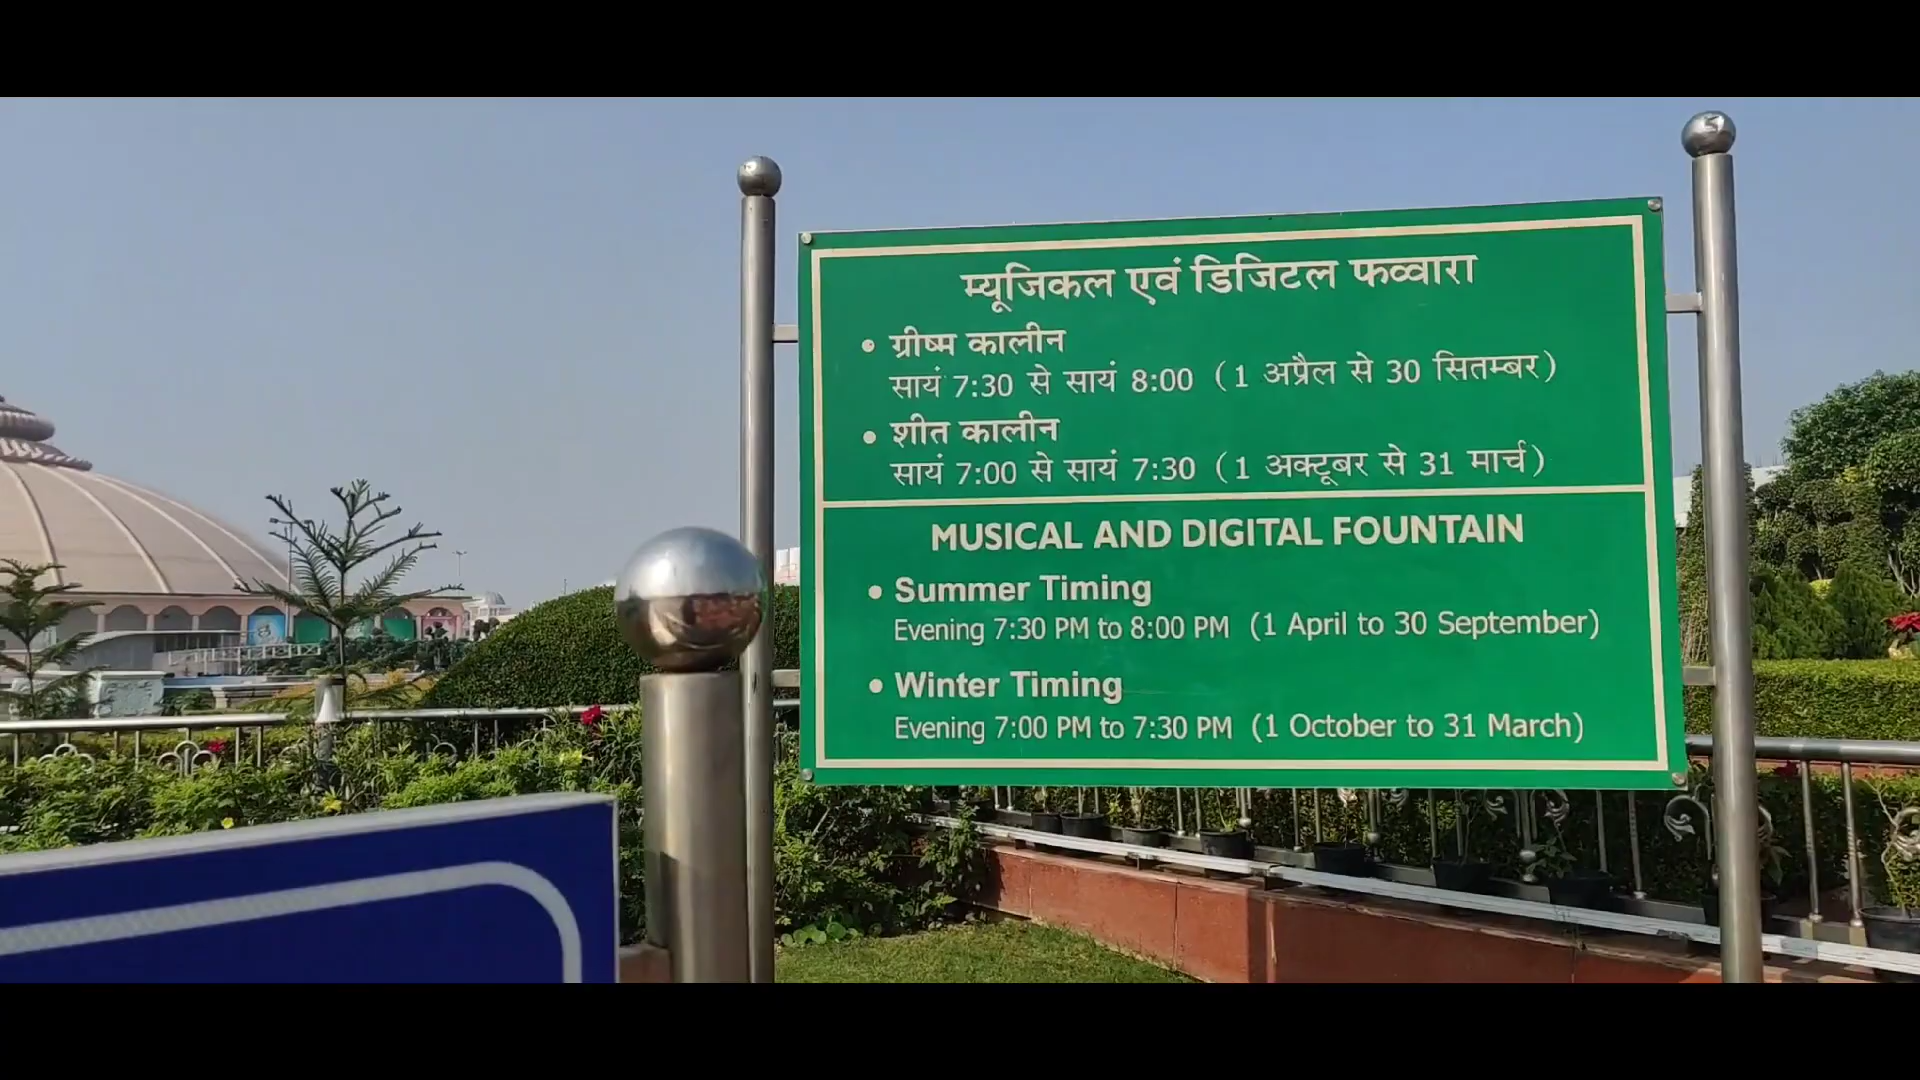 म्यूजिकल एवं डिजिटल फव्वारा
• ग्रीष्म कालीन
सायं 7:30 से सायं 8:00 (1 अप्रैल से 30 सितम्बर)
• शीत कालीन
सायं 7:00 से सायं 7:30 (1 अक्टूबर से 31 मार्च)
MUSICAL AND DIGITAL FOUNTAIN
• Summer Timing
Evening 7:30 PM to 8:00 PM (1 April to 30 September)
• Winter Timing
Evening 7:00 PM to 7:30 PM (1 October to 31 March)